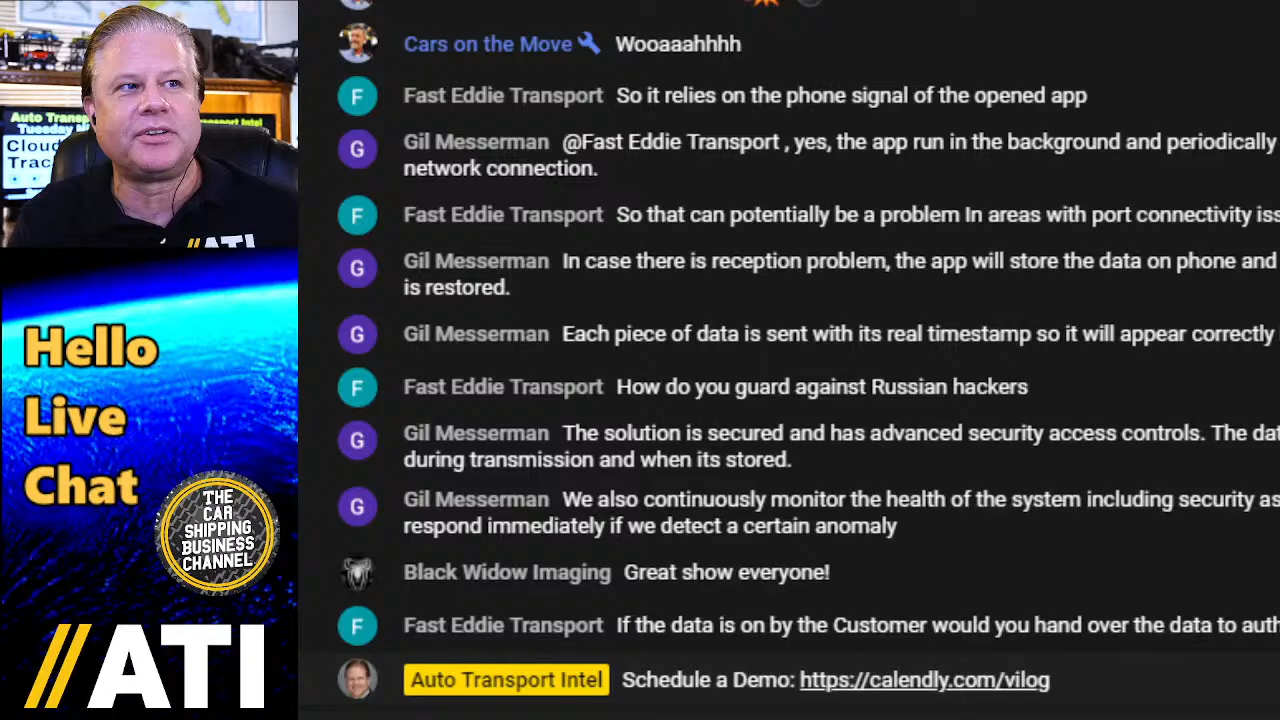 Cars on the Move Wooaaahhhh
Fast Eddie Transport So it relies on the phone signal of the opened app
Gil Messerman @Fast Eddie Transport , yes, the app run in the background and periodically
network connection.
Fast Eddie Transport So that can potentially be a problem In areas with port connectivity iss
Gil Messerman In case there is reception problem, the app will store the data on phone and
is restored.
Gil Messerman Each piece of data is sent with its real timestamp so it will appear correctly
Fast Eddie Transport How do you guard against Russian hackers
Gil Messerman The solution is secured and has advanced security access controls. The dat
during transmission and when its stored.
Gil Messerman We also continuously monitor the health of the system including security as
respond immediately if we detect a certain anomaly
Black Widow Imaging Great show everyone!
Fast Eddie Transport If the data is on by the Customer would you hand over the data to auth
Auto Transport Intel Schedule a Demo: https://calendly.com/vilog
Auto Transp
Tuesday M
Cloud
Trac
nsport Intel
//ATI
Hello
Live
Chat
THE
CAR
SHIPPING
BUSINESS
CHANNEL
//ATI